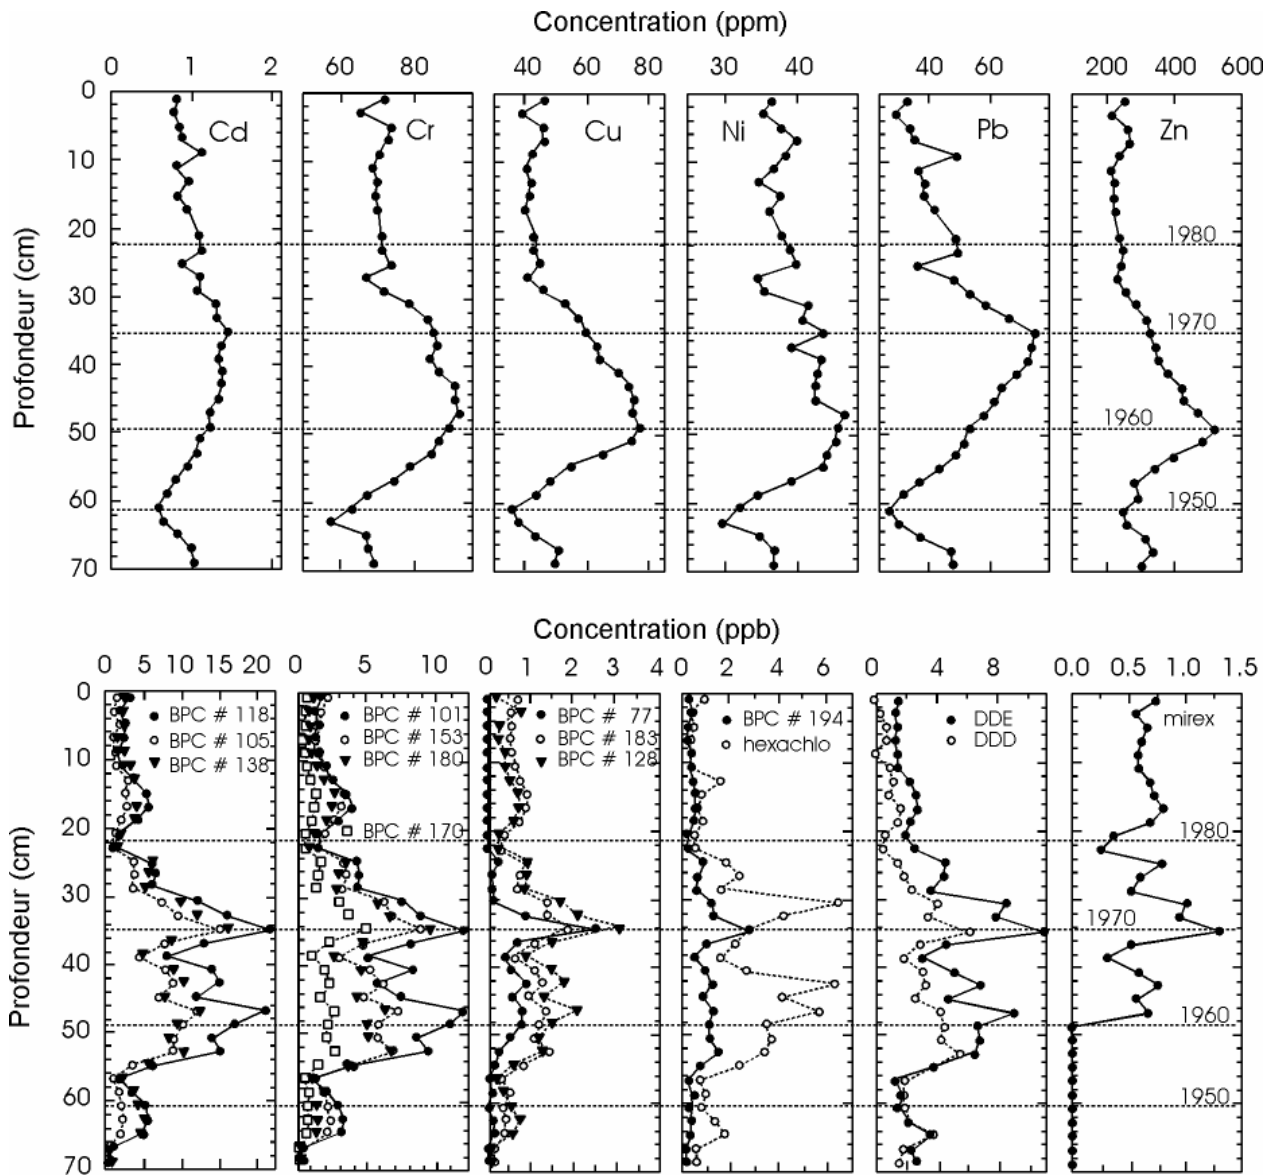 Concentration (ppm)
0 1 2 60 80 40 60 80 30 40 40 60 200 400 600
Profondeur (cm)
0
10
20
30
40
50
60
70
Cd Cr Cu Ni Pb Zn
1980
1970
1960
1950
Concentration (ppb)
0 5 10 15 20 0 5 10 0 1 2 3 4 0 2 4 6 0 4 8 0.0 0.5 1.0 1.5
Profondeur (cm)
0
10
20
30
40
50
60
70
BPC # 118
BPC # 105
BPC # 138
BPC # 101
BPC # 153
BPC # 180
BPC # 170
BPC # 77
BPC # 183
BPC # 128
BPC # 194
hexachlo
DDE
DDD
mirex
1980
1970
1960
1950